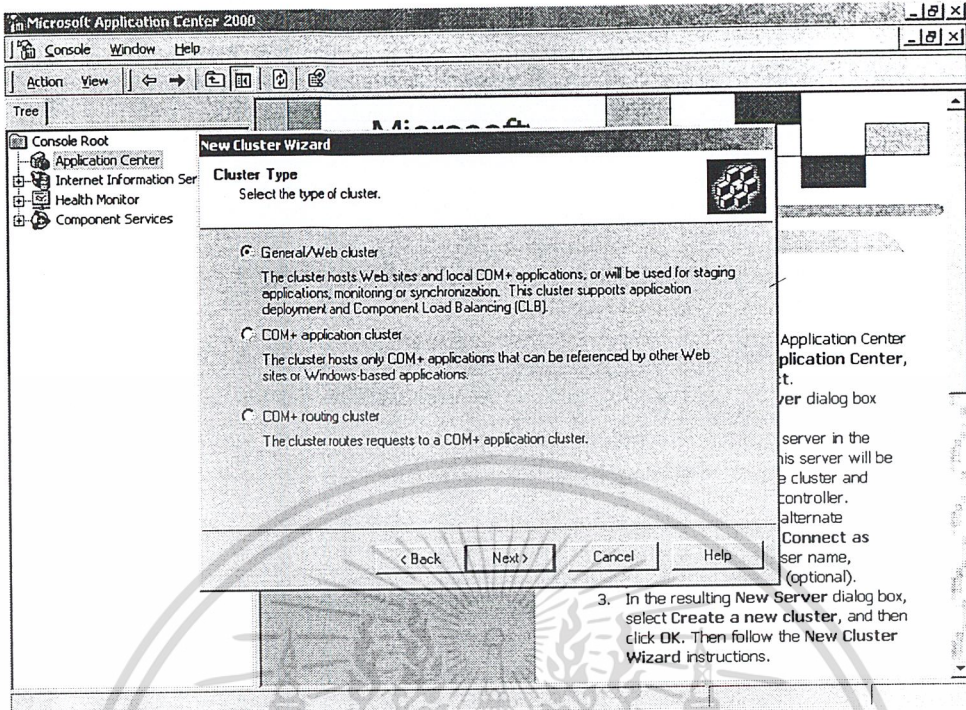 Microsoft Application Center 2000
Console Window Help
Action View
Tree
Console Root
Application Center
Internet Information Ser
Health Monitor
Component Services
Microsoft
New Cluster Wizard
Cluster Type
Select the type of cluster.
General/Web cluster
The cluster hosts Web sites and local COM+ applications, or will be used for staging
applications, monitoring or synchronization. This cluster supports application
deployment and Component Load Balancing (CLB).
COM+ application cluster
The cluster hosts only COM+ applications that can be referenced by other Web
sites or Windows-based applications.
COM+ routing cluster
The cluster routes requests to a COM+ application cluster.
< Back Next > Cancel Help
Application Center
plication Center,
ct.
ver dialog box
server in the
his server will be
e cluster and
controller.
alternate
Connect as
ser name,
(optional).
3. In the resulting New Server dialog box,
select Create a new cluster, and then
click OK. Then follow the New Cluster
Wizard instructions.